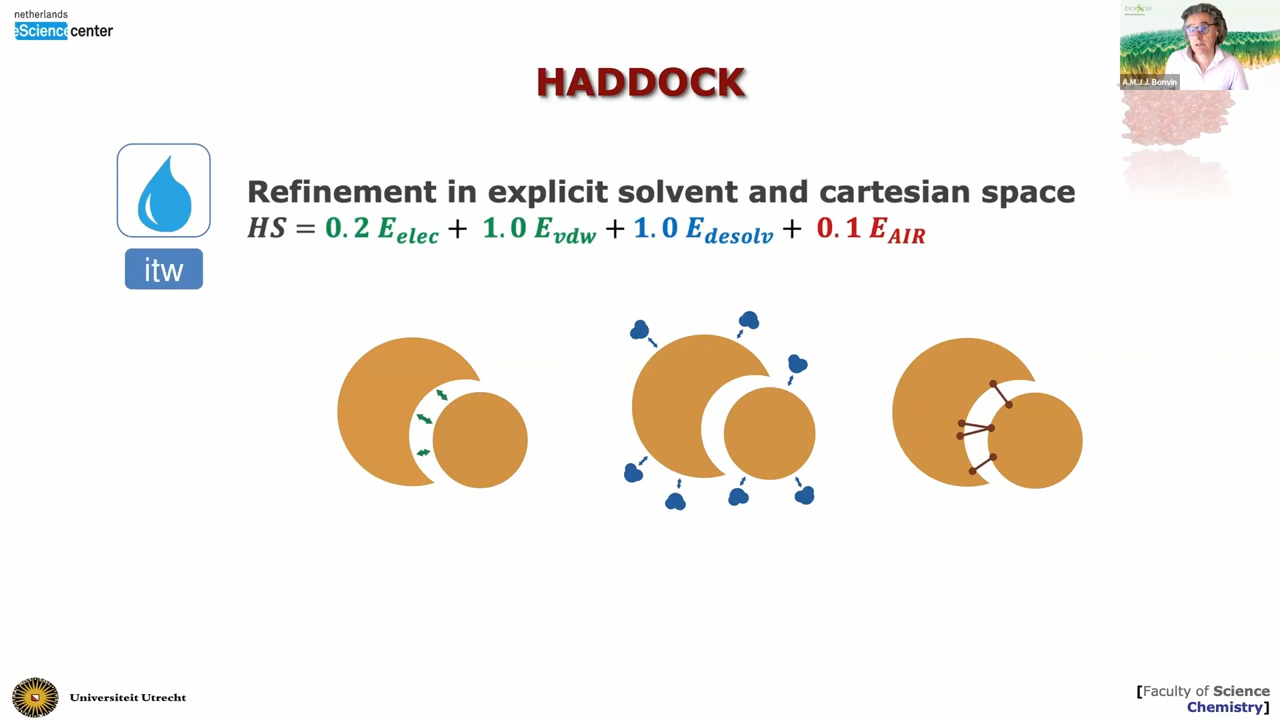 netherlands
eScience center
HADDOCK
A.M.J.J. Bonvin
Refinement in explicit solvent and cartesian space
HS = 0.2 E_elec + 1.0 E_vdw + 1.0 E_desolv + 0.1 E_AIR
itw
Universiteit Utrecht
[Faculty of Science
Chemistry]